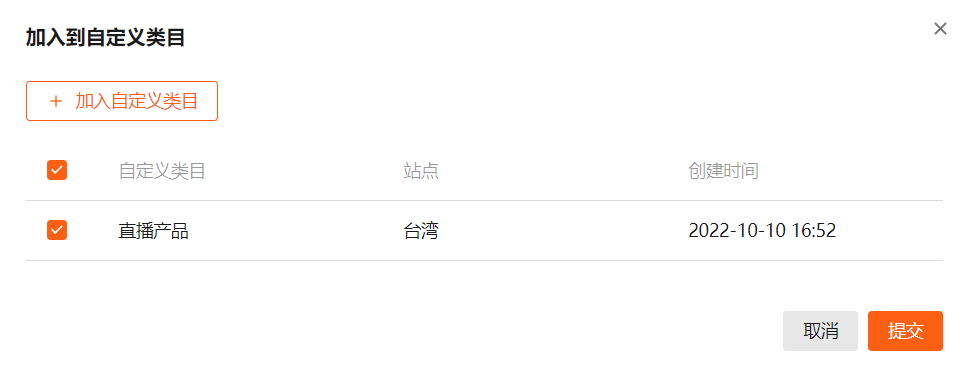 加入到自定义类目
+ 加入自定义类目
自定义类目 站点 创建时间
直播产品 台湾 2022-10-10 16:52
取消 提交